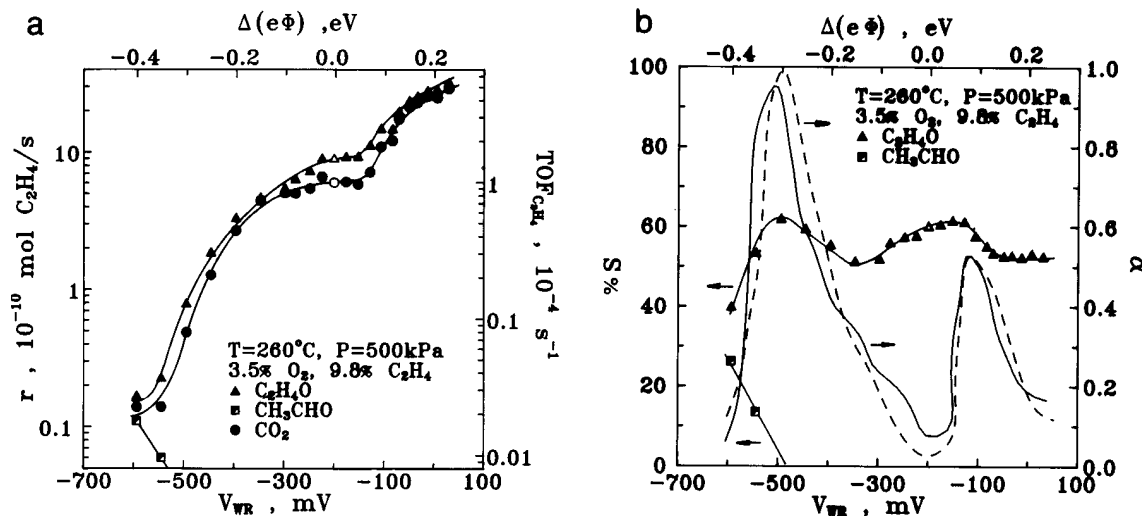 a
Δ(eΦ) ,eV
-0.4 -0.2 0.0 0.2
10
1
0.1
r , 10⁻¹⁰ mol C₂H₄/s
1
0.1
0.01
TOF_C₂H₄ , 10⁻⁴ s⁻¹
T=260°C, P=500kPa
3.5% O₂, 9.8% C₂H₄
C₂H₄O
CH₃CHO
CO₂
-700 -500 -300 -100 100
V_WR , mV
b
Δ(eΦ) , eV
-0.4 -0.2 0.0 0.2
100
80
60
40
20
0
S%
1.0
0.8
0.6
0.4
0.2
0.0
α
T=260°C, P=500kPa
3.5% O₂, 9.8% C₂H₄
C₂H₄O
CH₃CHO
-700 -500 -300 -100 100
V_WR , mV